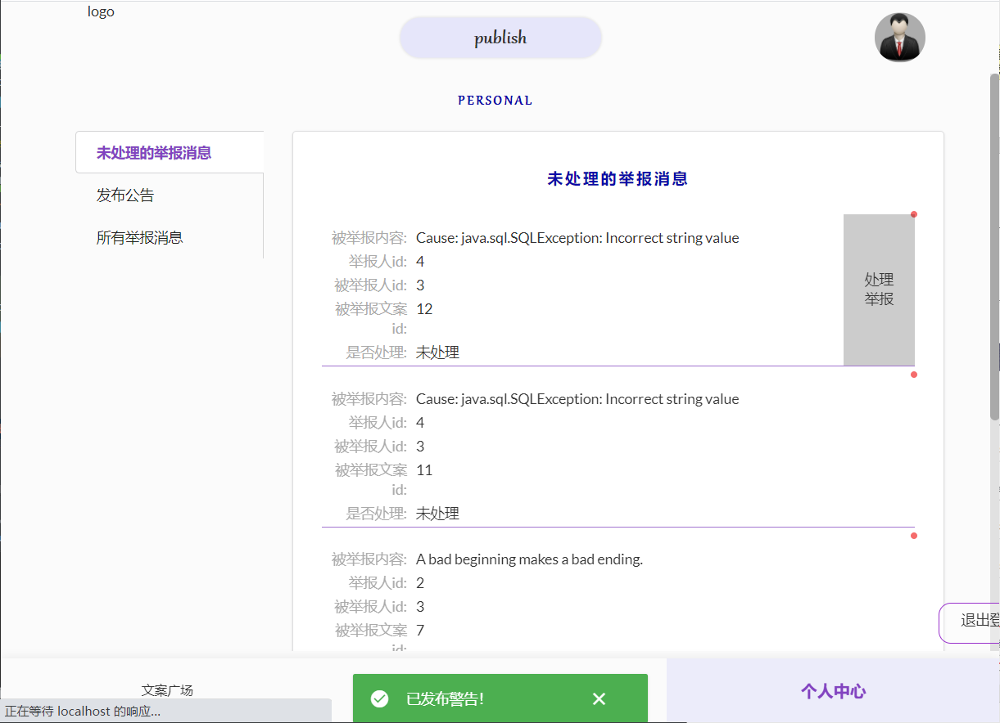 logo
publish
PERSONAL
未处理的举报消息
发布公告
所有举报消息
未处理的举报消息
被举报内容: Cause: java.sql.SQLException: Incorrect string value
举报人id: 4
被举报人id: 3
被举报文案 12
id:
是否处理: 未处理
处理
举报
被举报内容: Cause: java.sql.SQLException: Incorrect string value
举报人id: 4
被举报人id: 3
被举报文案 11
id:
是否处理: 未处理
被举报内容: A bad beginning makes a bad ending.
举报人id: 2
被举报人id: 3
被举报文案 7
id:
退出登
文案广场
已发布警告!
个人中心
正在等待 localhost 的响应...